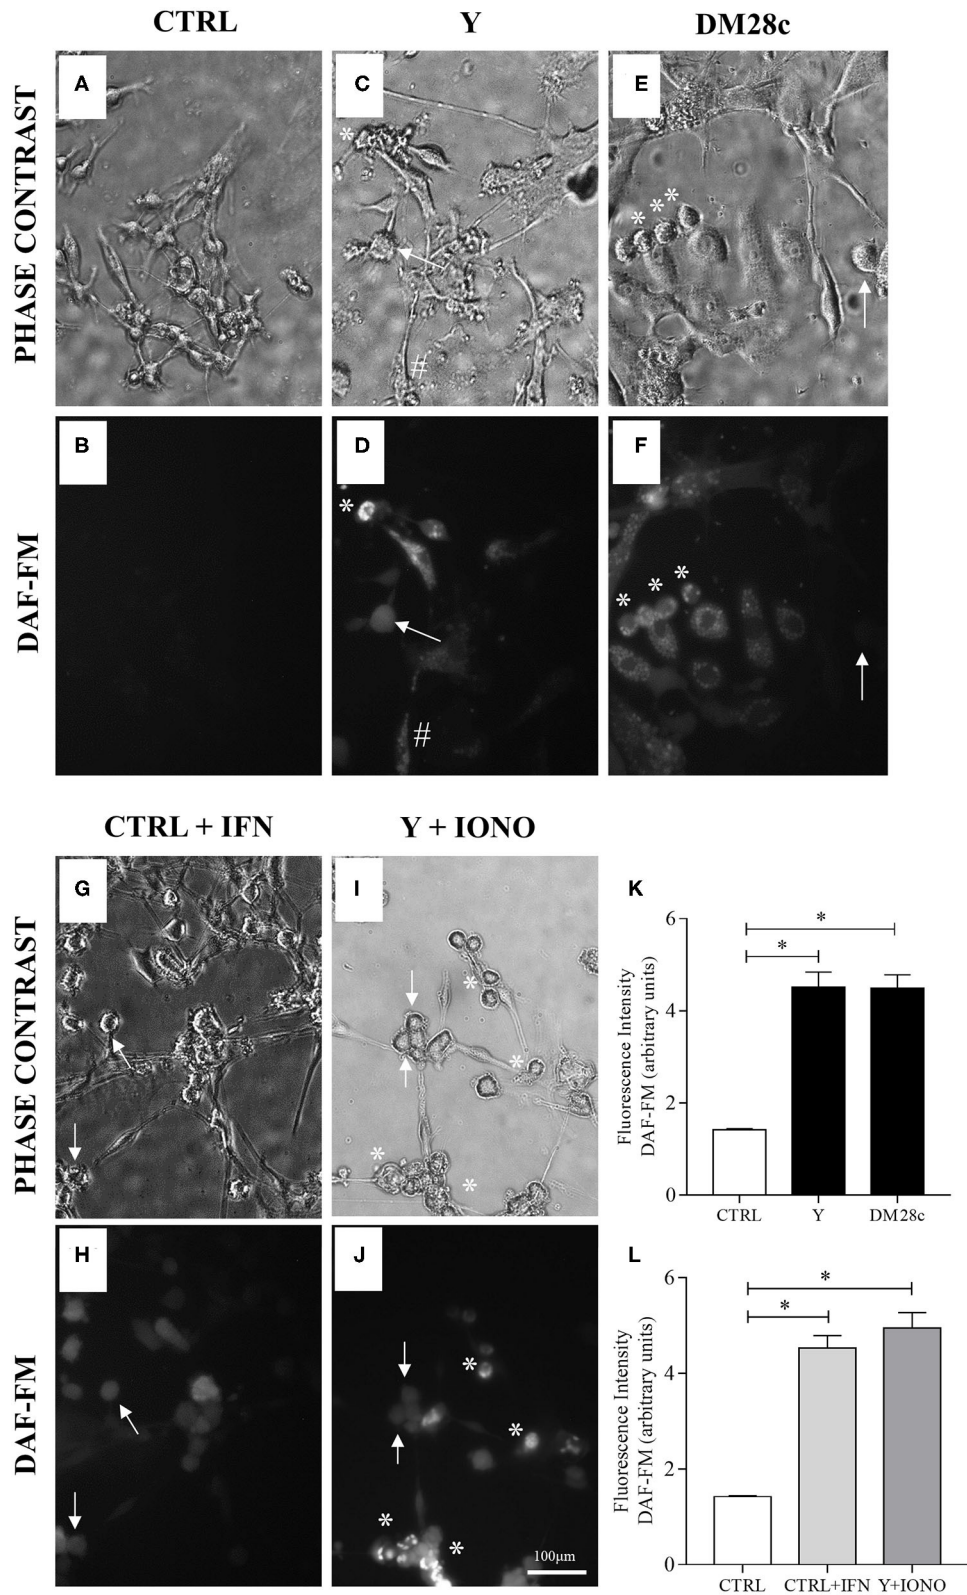 CTRL Y DM28c
PHASE CONTRAST
A C E
* * * *
#
DAF-FM
B D F
* * * *
#
CTRL + IFN Y + IONO
PHASE CONTRAST
G I
* * * *
DAF-FM
H J
* * * *
100µm
K
Fluorescence Intensity
DAF-FM (arbitrary units)
6
4
2
0
*
*
CTRL Y DM28c
L
Fluorescence Intensity
DAF-FM (arbitrary units)
6
4
2
0
*
*
CTRL CTRL+IFN Y+IONO